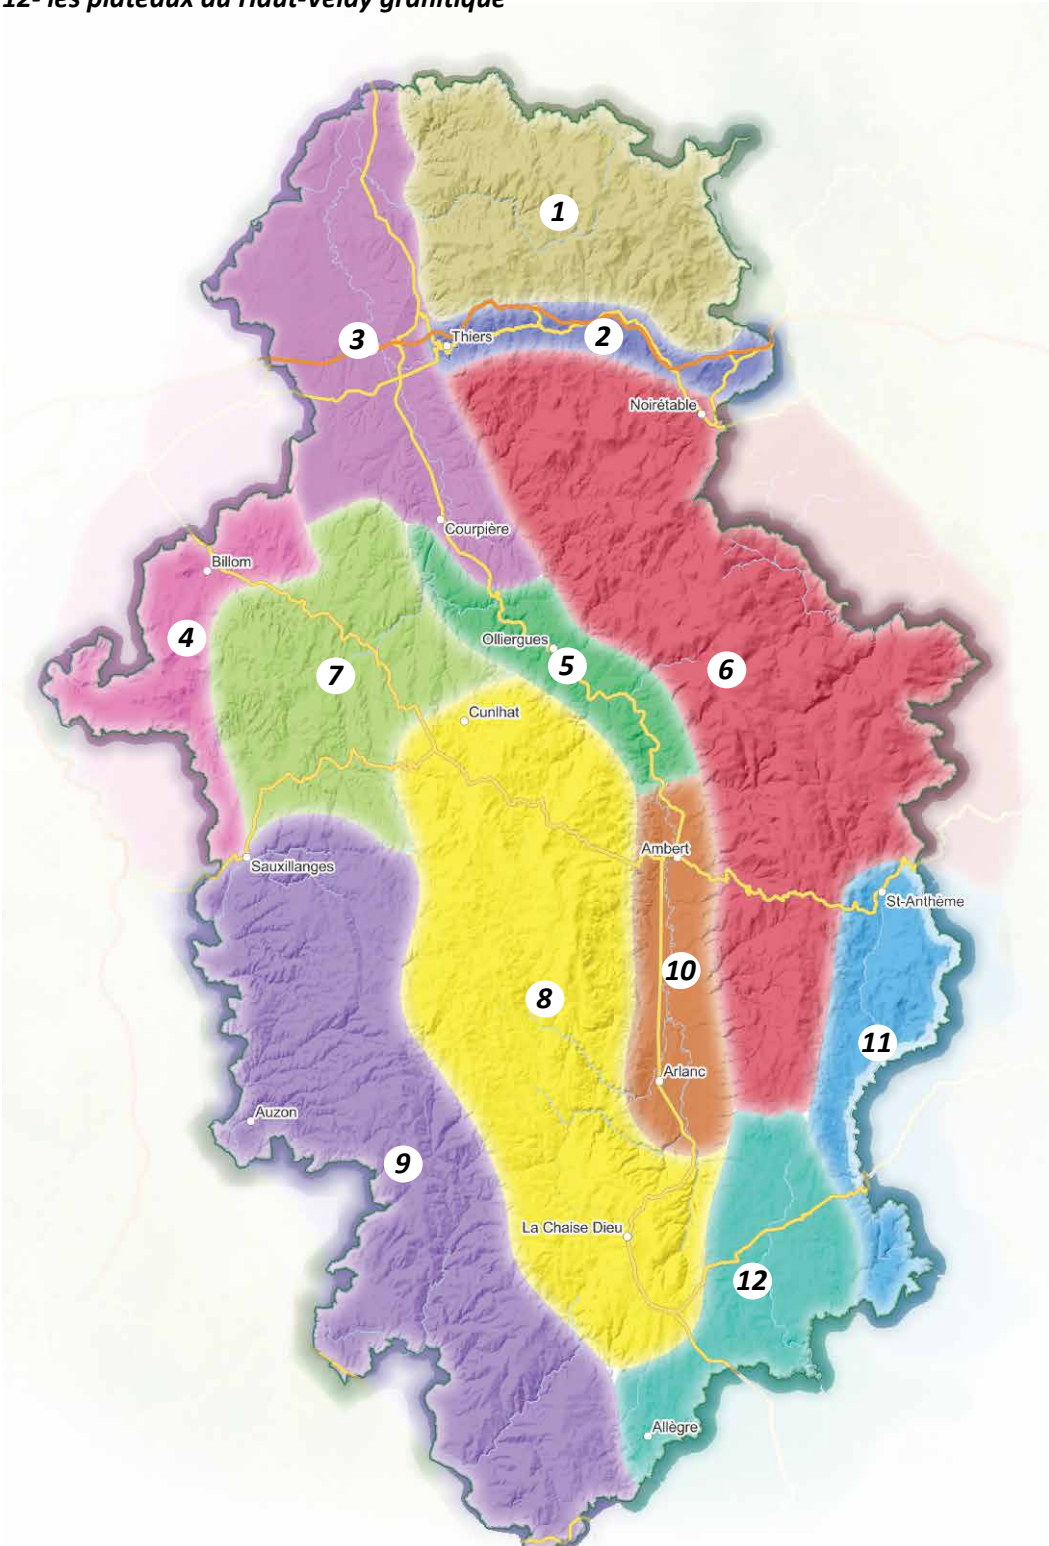 12- les plateaux du Haut-Velay granitique
1
2
3
Thiers
Noirétable
Courpière
Billom
4
Olliergues
5
6
7
Cunlhat
Ambert
Sauxillanges
St-Anthème
10
8
11
Arlanc
Auzon
9
La Chaise Dieu
12
Allègre